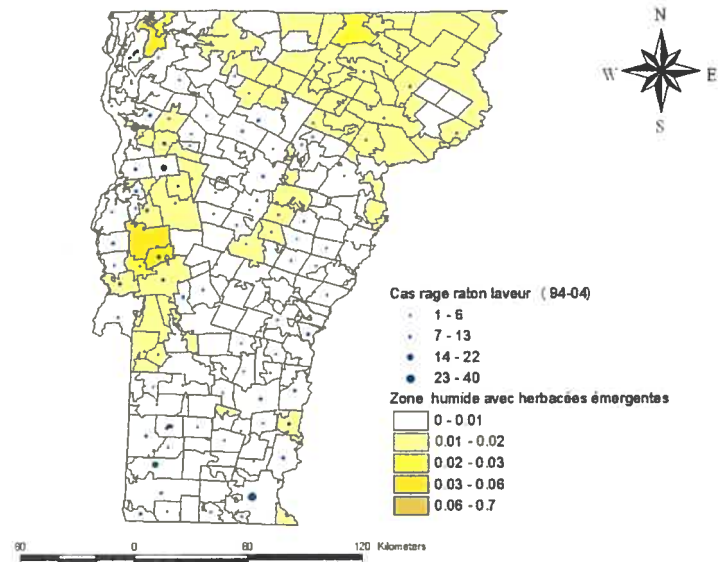 N
W E
S
Cas rage raton laveur ( 94-04)
1 - 6
7 - 13
14 - 22
23 - 40
Zone humide avec herbacées émergentes
0 - 0.01
0.01 - 0.02
0.02 - 0.03
0.03 - 0.06
0.06 - 0.7
60 0 60 120 Kilometers